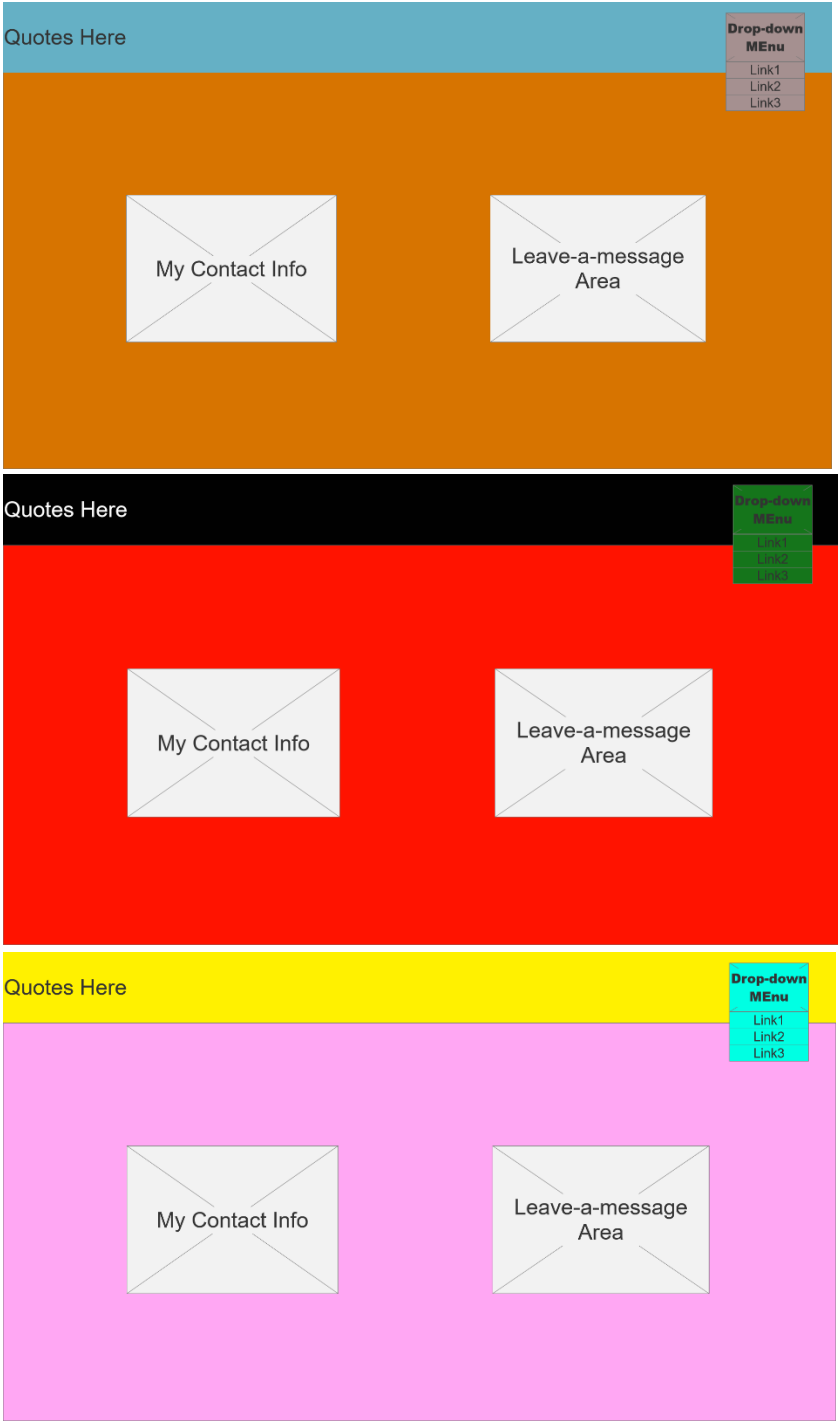 Quotes Here
Drop-down
MEnu
Link1
Link2
Link3
My Contact Info
Leave-a-message
Area
Quotes Here
Drop-down
MEnu
Link1
Link2
Link3
My Contact Info
Leave-a-message
Area
Quotes Here
Drop-down
MEnu
Link1
Link2
Link3
My Contact Info
Leave-a-message
Area